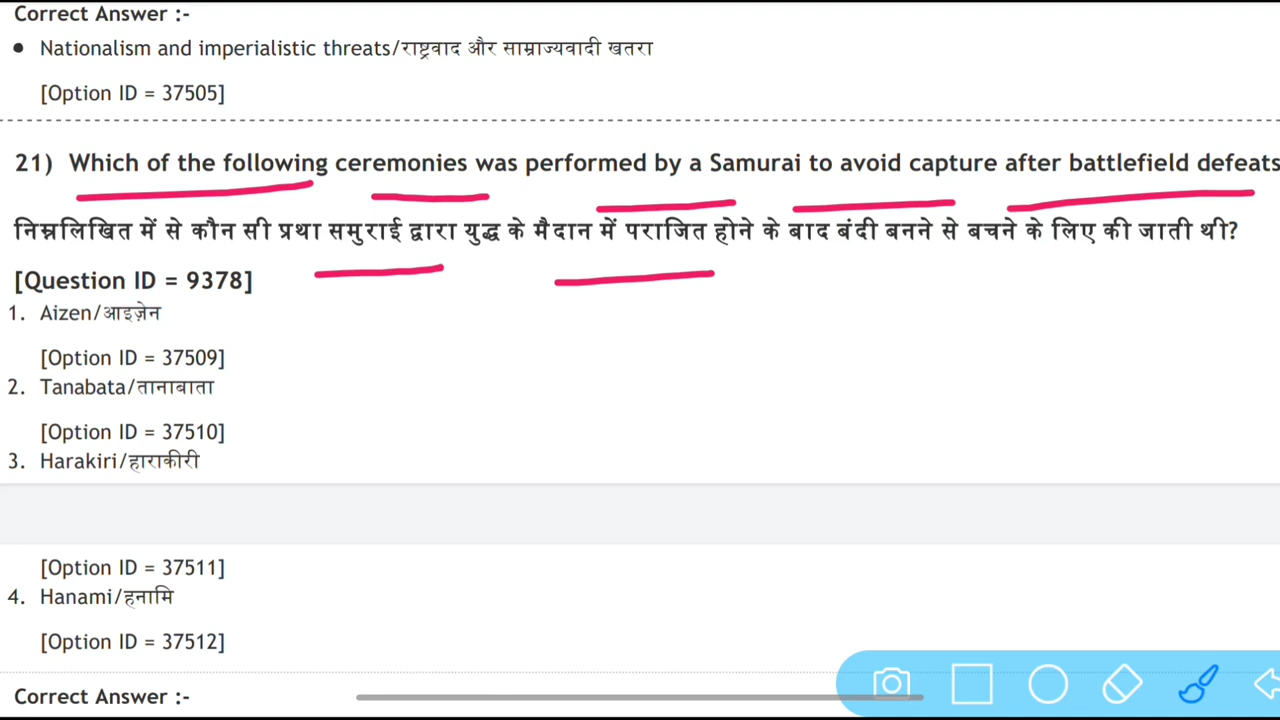 Correct Answer :-
• Nationalism and imperialistic threats/राष्ट्रवाद और साम्राज्यवादी खतरा
[Option ID = 37505]
21) Which of the following ceremonies was performed by a Samurai to avoid capture after battlefield defeats
निम्नलिखित में से कौन सी प्रथा समुराई द्वारा युद्ध के मैदान में पराजित होने के बाद बंदी बनने से बचने के लिए की जाती थी?
[Question ID = 9378]
1. Aizen/आइज़ेन
[Option ID = 37509]
2. Tanabata/तानाबाता
[Option ID = 37510]
3. Harakiri/हाराकीरी
[Option ID = 37511]
4. Hanami/हनामि
[Option ID = 37512]
Correct Answer :-